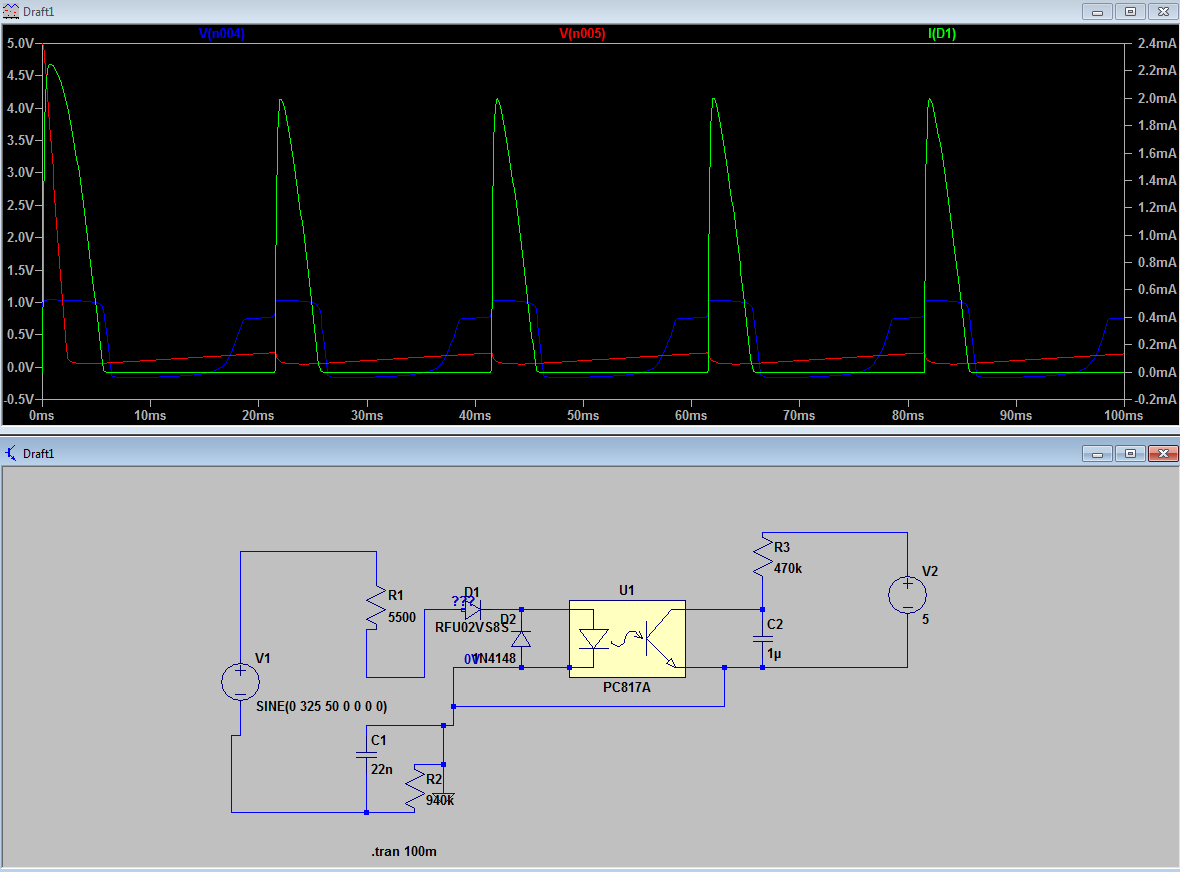 Draft1
V(n004) V(n005) I(D1)
5.0V 2.4mA
4.5V 2.2mA
4.0V 2.0mA
3.5V 1.8mA
3.0V 1.6mA
2.5V 1.4mA
2.0V 1.2mA
1.5V 1.0mA
1.0V 0.8mA
0.5V 0.6mA
0.0V 0.4mA
-0.5V 0.2mA
0.0mA
-0.2mA
0ms 10ms 20ms 30ms 40ms 50ms 60ms 70ms 80ms 90ms 100ms
Draft1
R3
470k
V2
5
U1
D1
???
R1
5500
RFU02VS8S
D2
C2
1µ
V1
0V
1N4148
PC817A
SINE(0 325 50 0 0 0 0)
C1
22n
R2
940k
.tran 100m